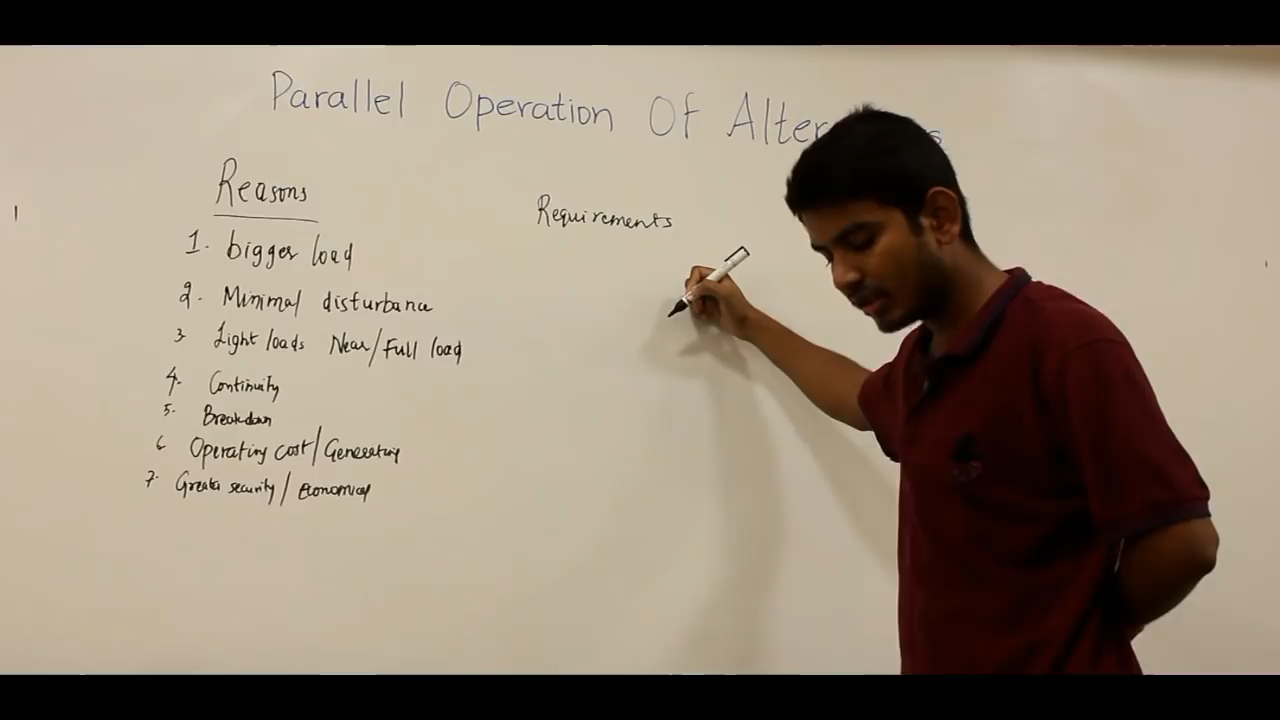 Parallel Operation Of Alter s
Reasons
1. bigger load
2. Minimal disturbance
3. Light loads Near/Full load
4. Continuity
5. Breakdown
6 Operating cost/Generating
7. Greater security/Economical
Requirements